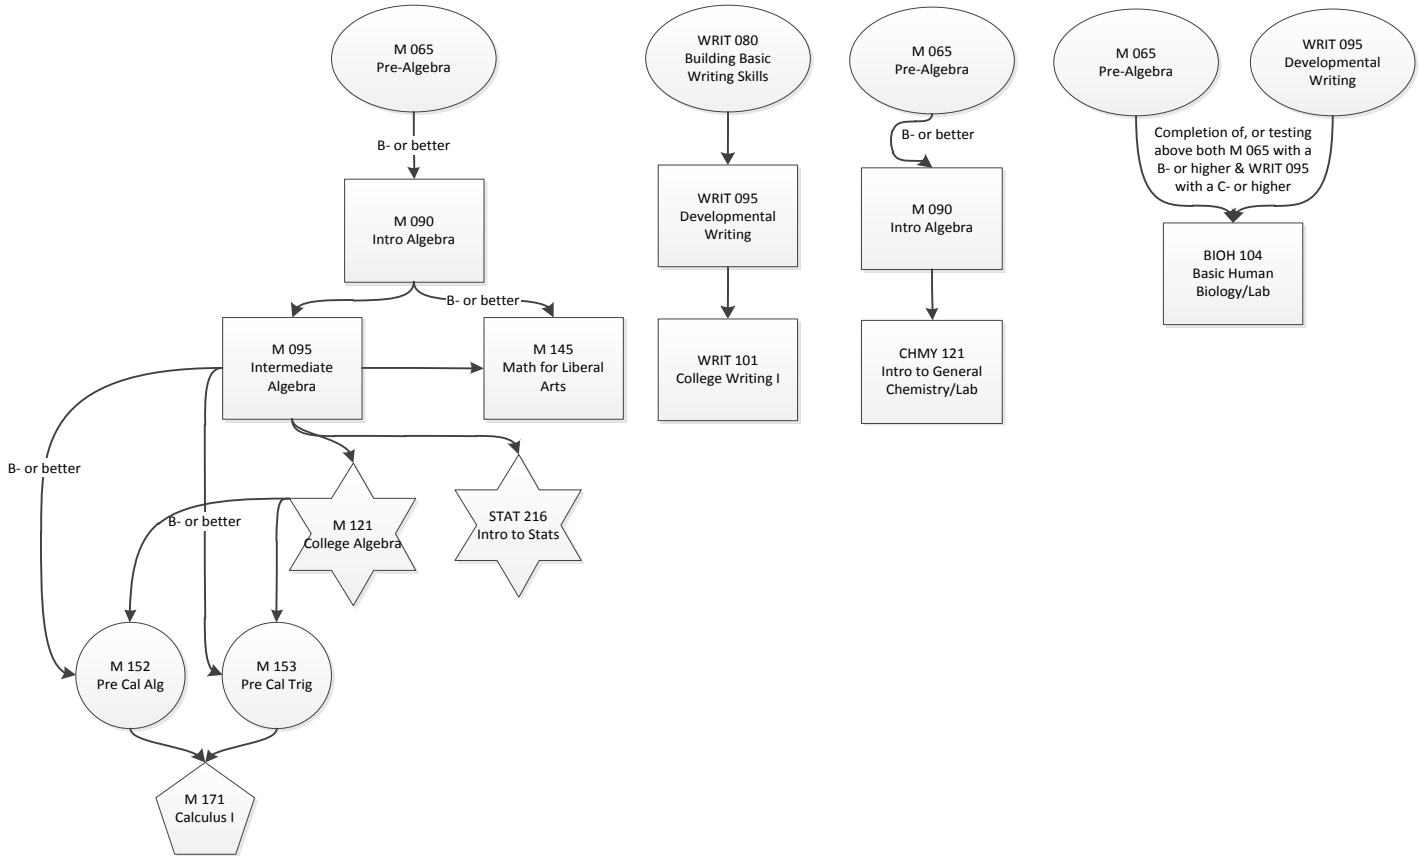 M 065
Pre-Algebra
B- or better
M 090
Intro Algebra
B- or better
M 095
Intermediate
Algebra
M 145
Math for Liberal
Arts
B- or better
B- or better
M 121
College Algebra
STAT 216
Intro to Stats
M 152
Pre Cal Alg
M 153
Pre Cal Trig
M 171
Calculus I
WRIT 080
Building Basic
Writing Skills
WRIT 095
Developmental
Writing
WRIT 101
College Writing I
M 065
Pre-Algebra
B- or better
M 090
Intro Algebra
CHMY 121
Intro to General
Chemistry/Lab
M 065
Pre-Algebra
WRIT 095
Developmental
Writing
Completion of, or testing
above both M 065 with a
B- or higher & WRIT 095
with a C- or higher
BIOH 104
Basic Human
Biology/Lab